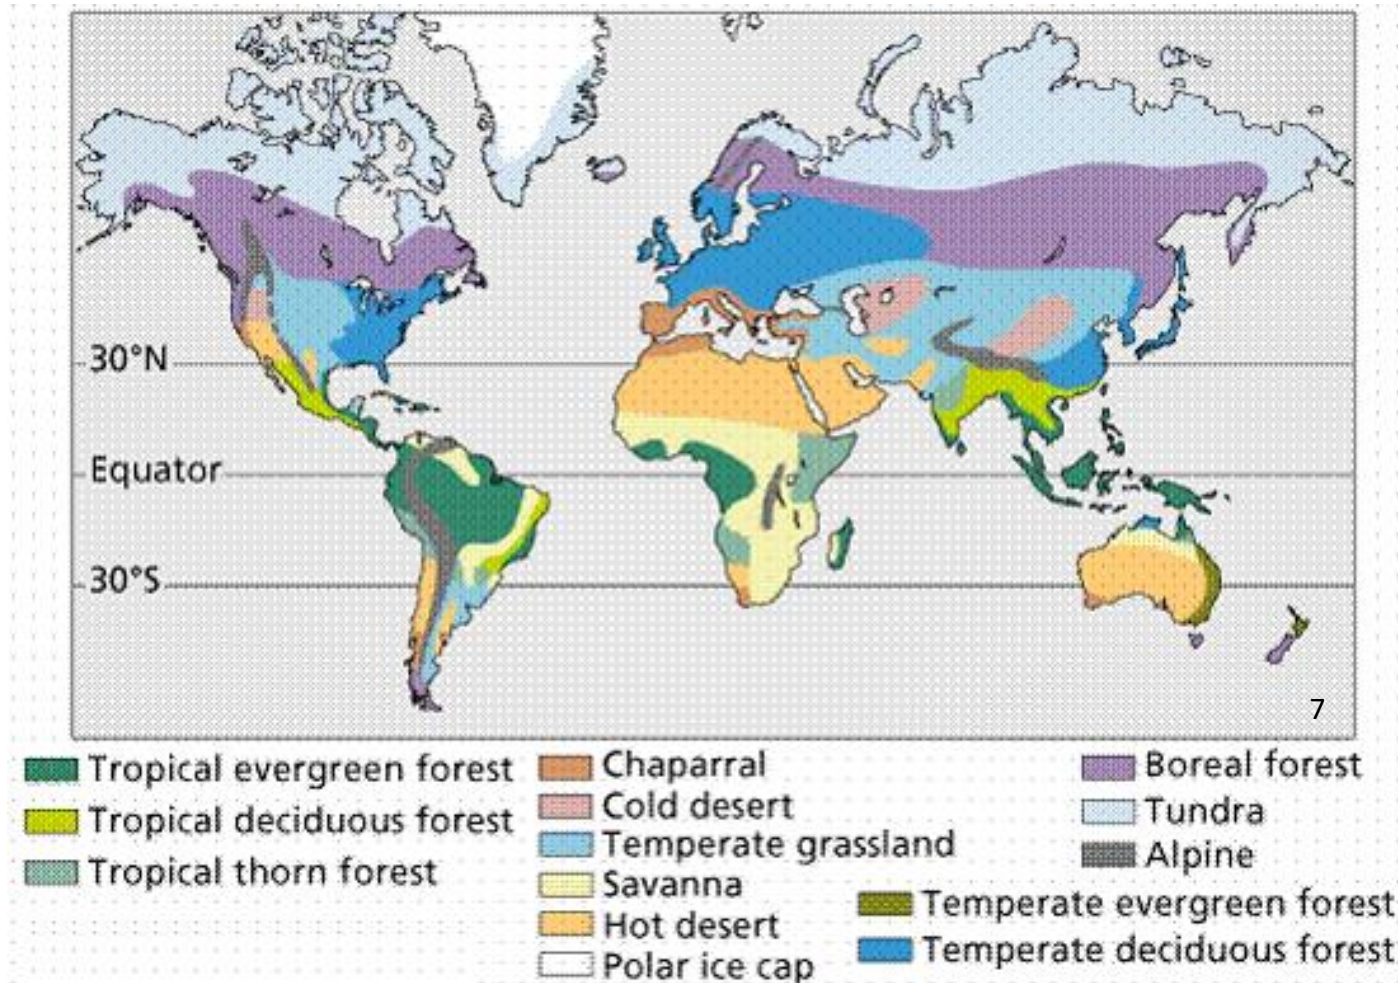 30°N
Equator
30°S
7
Tropical evergreen forest
Tropical deciduous forest
Tropical thorn forest
Chaparral
Cold desert
Temperate grassland
Savanna
Hot desert
Polar ice cap
Boreal forest
Tundra
Alpine
Temperate evergreen forest
Temperate deciduous forest